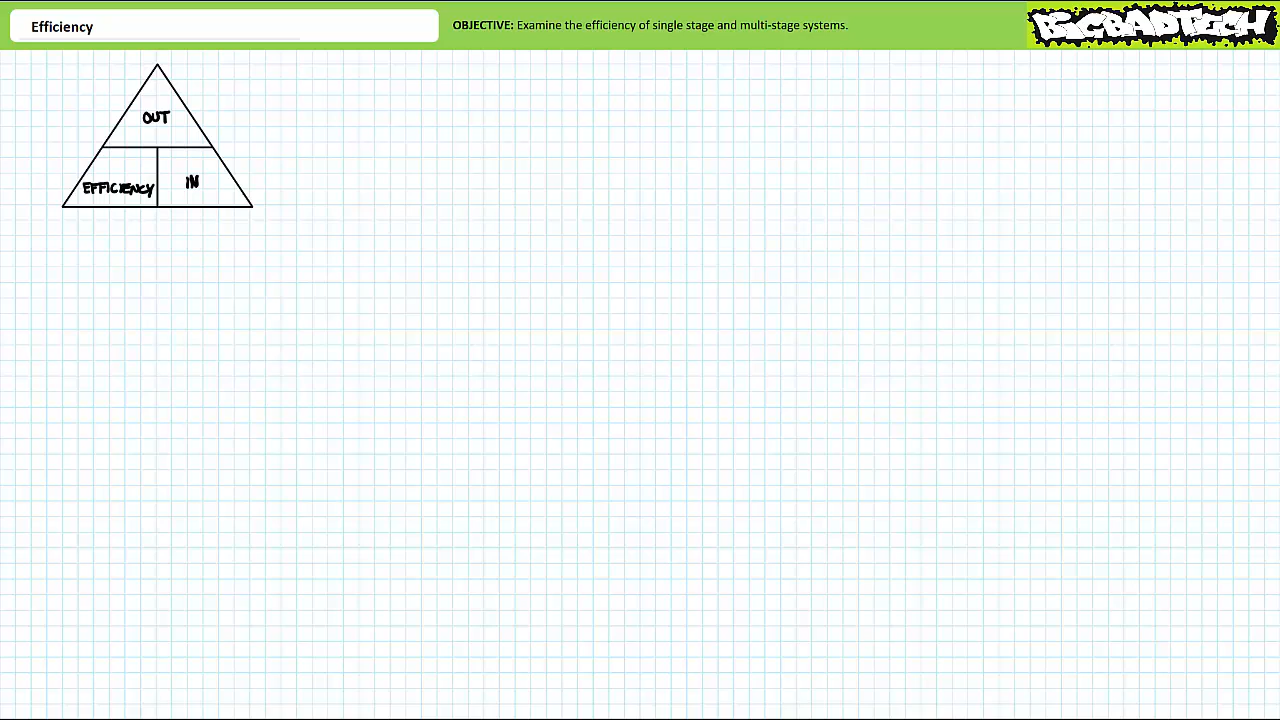 Efficiency
OBJECTIVE: Examine the efficiency of single stage and multi-stage systems.
BIGBADTECH
OUT
EFFICIENCY
IN